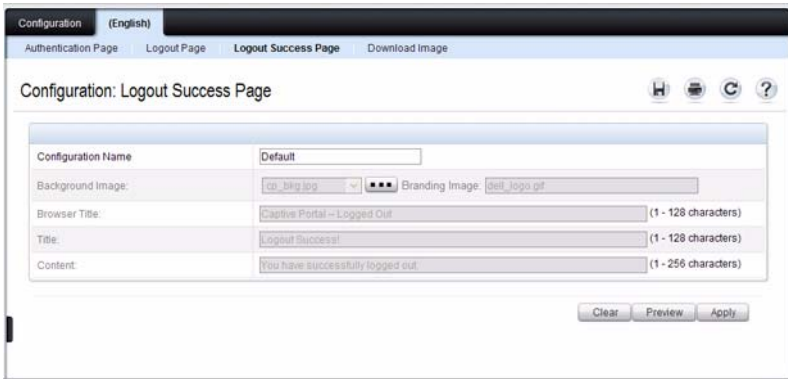 Configuration (English)
Authentication Page Logout Page Logout Success Page Download Image
Configuration: Logout Success Page
Configuration Name Default
Background Image: cp_bkg.jpg Branding Image: dell_logo.gif
Browser Title: Captive Portal – Logged Out (1 - 128 characters)
Title: Logout Success! (1 - 128 characters)
Content: You have successfully logged out. (1 - 256 characters)
Clear Preview Apply